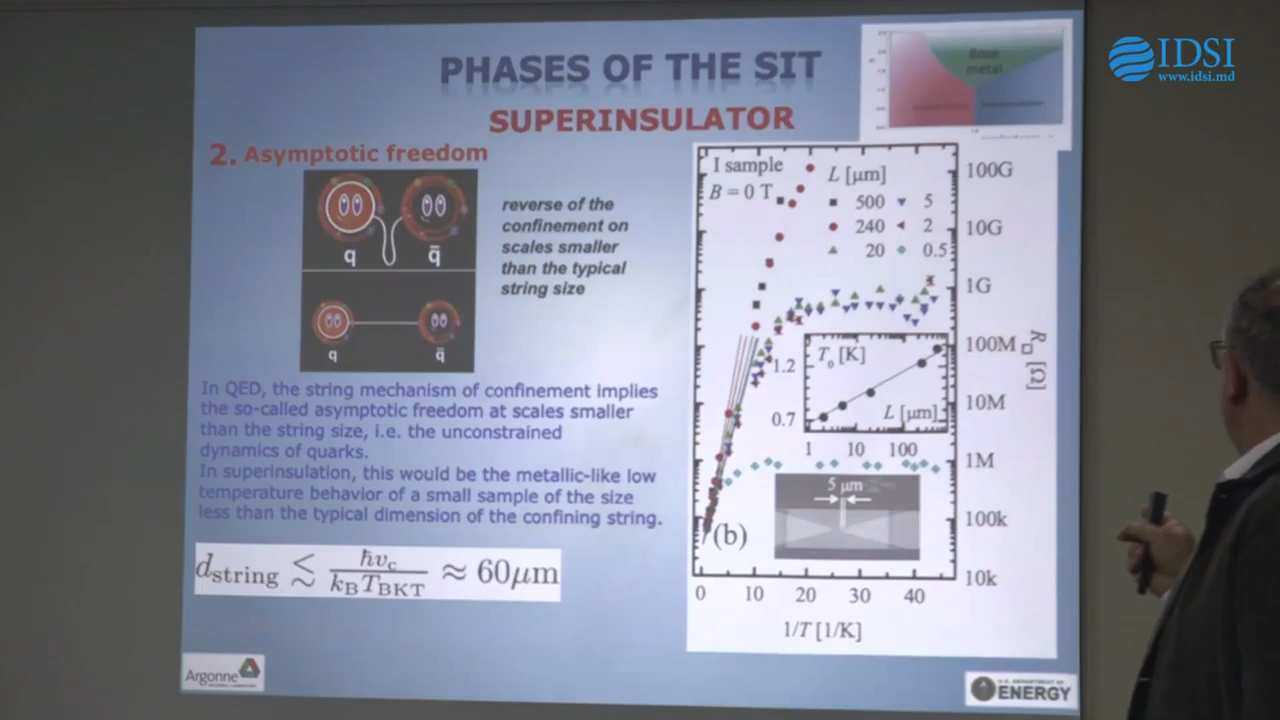 IDSI
www.idsi.md
PHASES OF THE SIT
SUPERINSULATOR
Bose
metal
2. Asymptotic freedom
q
q̄
q
q̄
reverse of the
confinement on
scales smaller
than the typical
string size
In QED, the string mechanism of confinement implies
the so-called asymptotic freedom at scales smaller
than the string size, i.e. the unconstrained
dynamics of quarks.
In superinsulation, this would be the metallic-like low
temperature behavior of a small sample of the size
less than the typical dimension of the confining string.
d_string ≲ ħv_c / k_B T_BKT ≈ 60μm
I sample
B = 0 T
L [μm]
500 5
240 2
20 0.5
100G
10G
1G
100M
10M
1M
100k
10k
R□ [Ω]
T₀ [K]
1.2
0.7
L [μm]
1 10 100
5 μm
(b)
0 10 20 30 40
1/T [1/K]
Argonne
U.S. DEPARTMENT OF
ENERGY